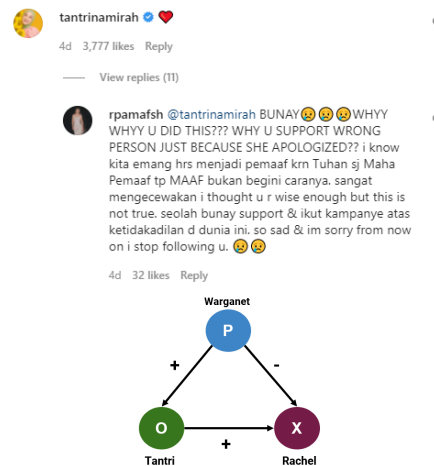 tantrinamirah
4d 3,777 likes Reply
View replies (11)
rpamafsh @tantrinamirah BUNAY😢😢😢WHYY
WHYY U DID THIS??? WHY U SUPPORT WRONG
PERSON JUST BECAUSE SHE APOLOGIZED?? i know
kita emang hrs menjadi pemaaf krn Tuhan sj Maha
Pemaaf tp MAAF bukan begini caranya. sangat
mengecewakan i thought u r wise enough but this is
not true. seolah bunay support & ikut kampanye atas
ketidakadilan d dunia ini. so sad & im sorry from now
on i stop following u. 😢😢
4d 32 likes Reply
Warganet
P
+ -
O
+
X
Tantri
Rachel